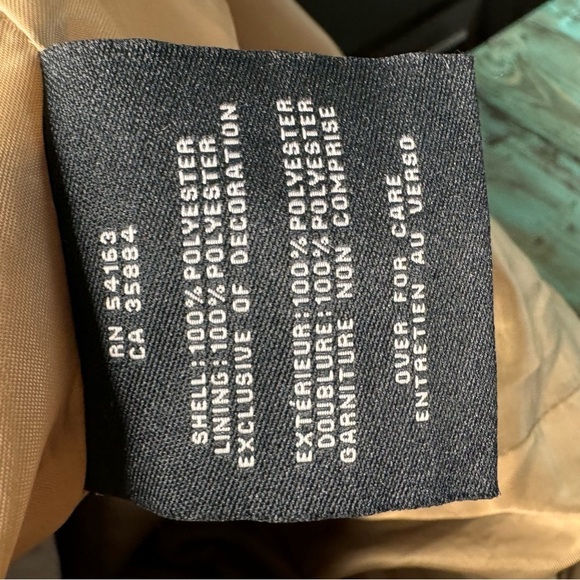 RN 54163
CA 35884
SHELL:100% POLYESTER
LINING:100% POLYESTER
EXCLUSIVE OF DECORATION
EXTÉRIEUR:100% POLYESTER
DOUBLURE:100% POLYESTER
GARNITURE NON COMPRISE
OVER FOR CARE
ENTRETIEN AU VERSO